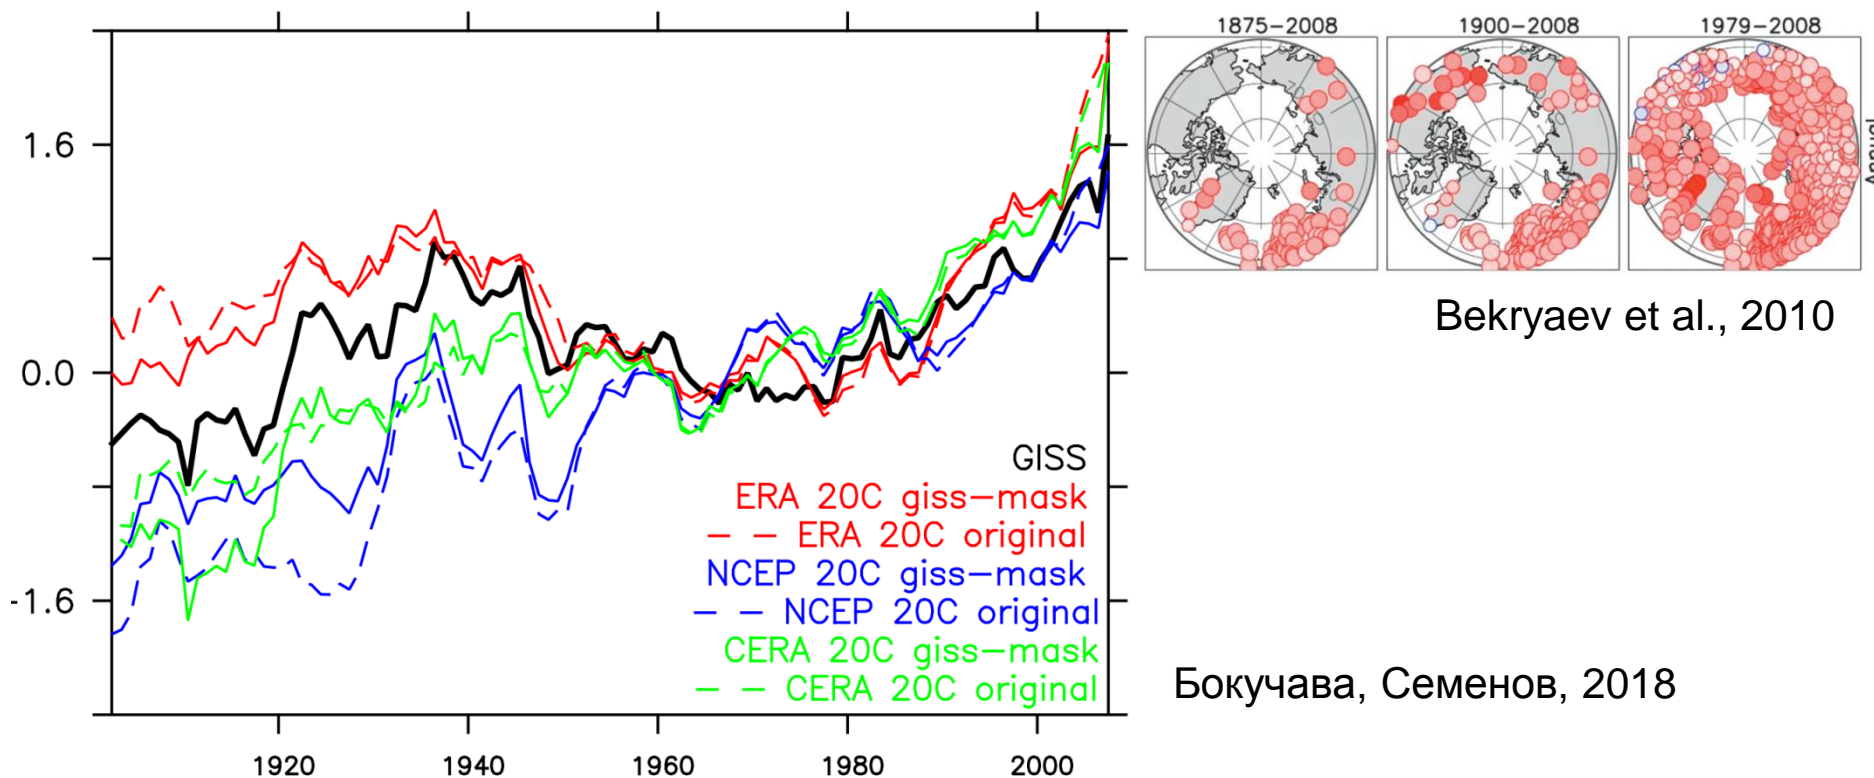 1875−2008
1900−2008
1979−2008
Annual
1.6
0.0
-1.6
GISS
ERA 20C giss−mask
— — ERA 20C original
NCEP 20C giss−mask
— — NCEP 20C original
CERA 20C giss−mask
— — CERA 20C original
1920
1940
1960
1980
2000
Bekryaev et al., 2010
Бокучава, Семенов, 2018